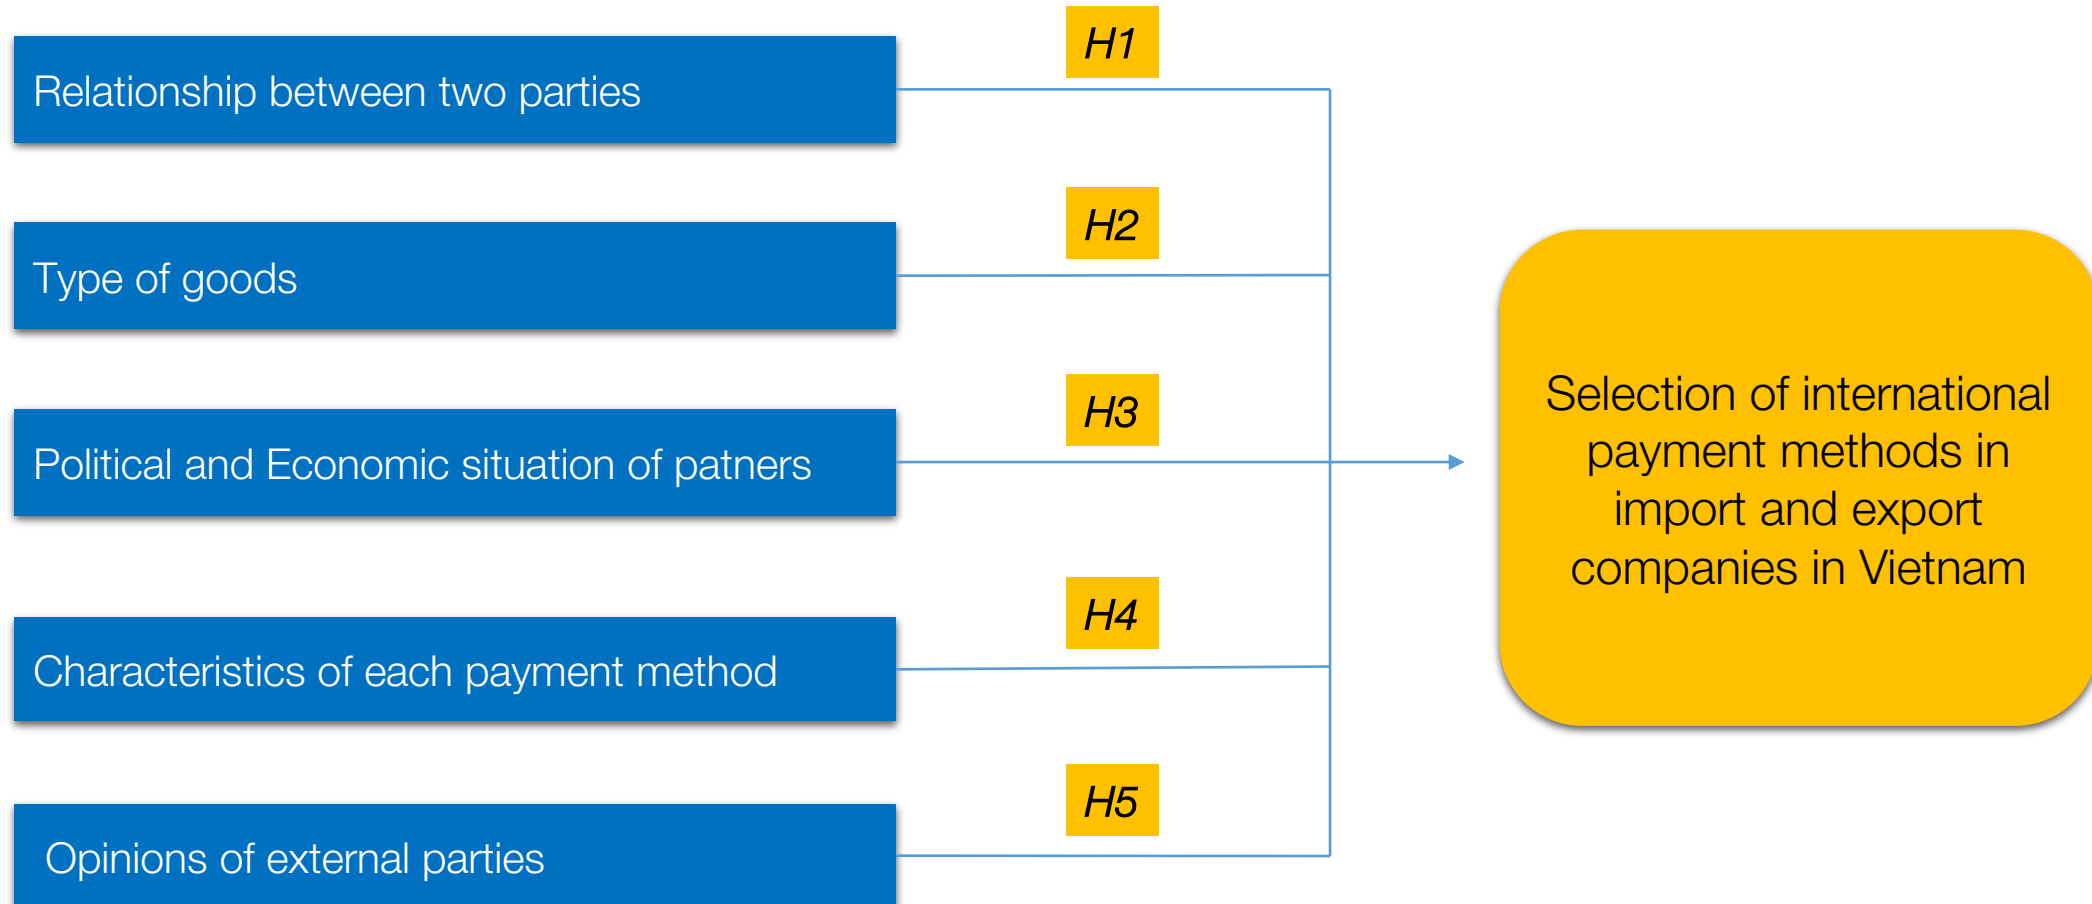 H1
Relationship between two parties
H2
Type of goods
H3
Political and Economic situation of patners
H4
Characteristics of each payment method
H5
Opinions of external parties
Selection of international
payment methods in
import and export
companies in Vietnam